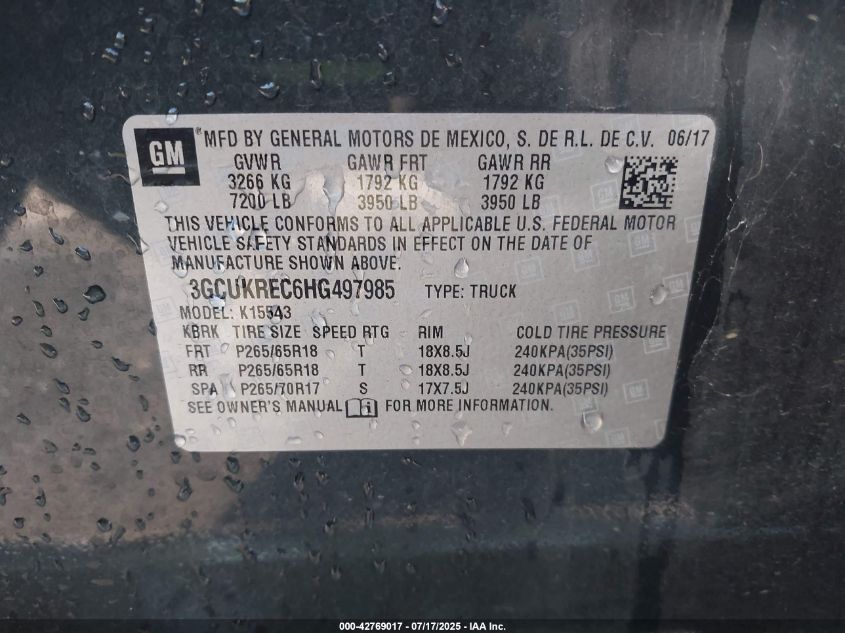 GM ® MFD BY GENERAL MOTORS DE MEXICO, S. DE R.L. DE C.V. 06/17
GVWR GAWR FRT GAWR RR
3266 KG 1792 KG 1792 KG
7200 LB 3950 LB 3950 LB
THIS VEHICLE CONFORMS TO ALL APPLICABLE U.S. FEDERAL MOTOR
VEHICLE SAFETY STANDARDS IN EFFECT ON THE DATE OF
MANUFACTURE SHOWN ABOVE.
3GCUKREC6HG497985 TYPE: TRUCK
MODEL: K15543
KBRK TIRE SIZE SPEED RTG RIM COLD TIRE PRESSURE
FRT P265/65R18 T 18X8.5J 240KPA(35PSI)
RR P265/65R18 T 18X8.5J 240KPA(35PSI)
SPA P265/70R17 S 17X7.5J 240KPA(35PSI)
SEE OWNER'S MANUAL FOR MORE INFORMATION.
000-42769017 - 07/17/2025 - IAA Inc.